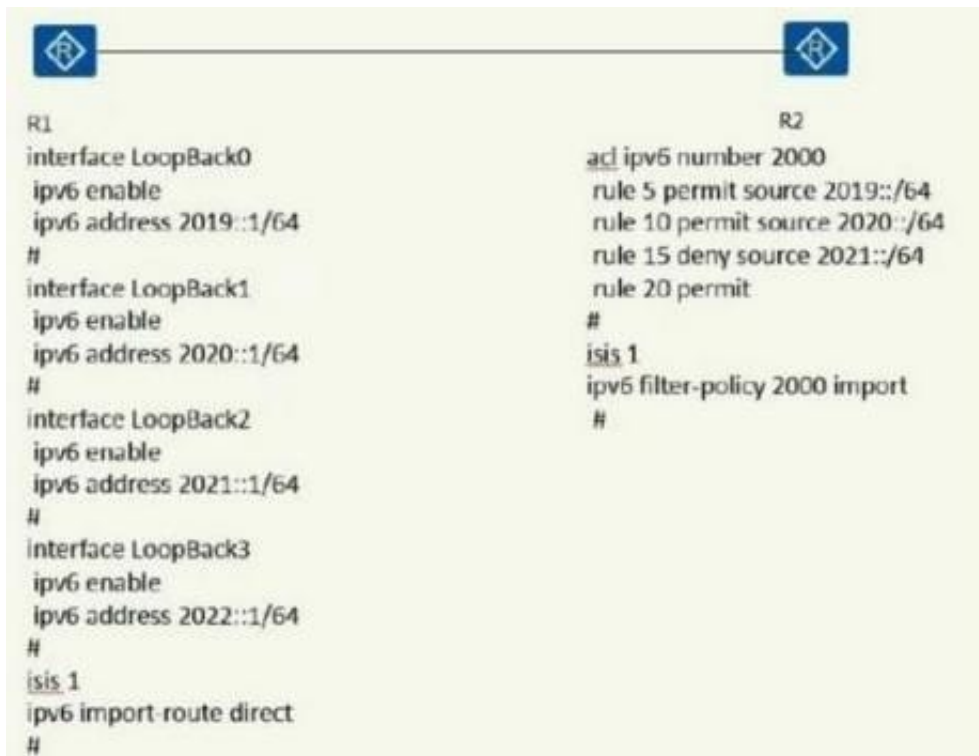 R1
interface LoopBack0
ipv6 enable
ipv6 address 2019::1/64
#
interface LoopBack1
ipv6 enable
ipv6 address 2020::1/64
#
interface LoopBack2
ipv6 enable
ipv6 address 2021::1/64
#
interface LoopBack3
ipv6 enable
ipv6 address 2022::1/64
#
isis 1
ipv6 import-route direct
#
R2
acl ipv6 number 2000
rule 5 permit source 2019::/64
rule 10 permit source 2020::/64
rule 15 deny source 2021::/64
rule 20 permit
#
isis 1
ipv6 filter-policy 2000 import
#